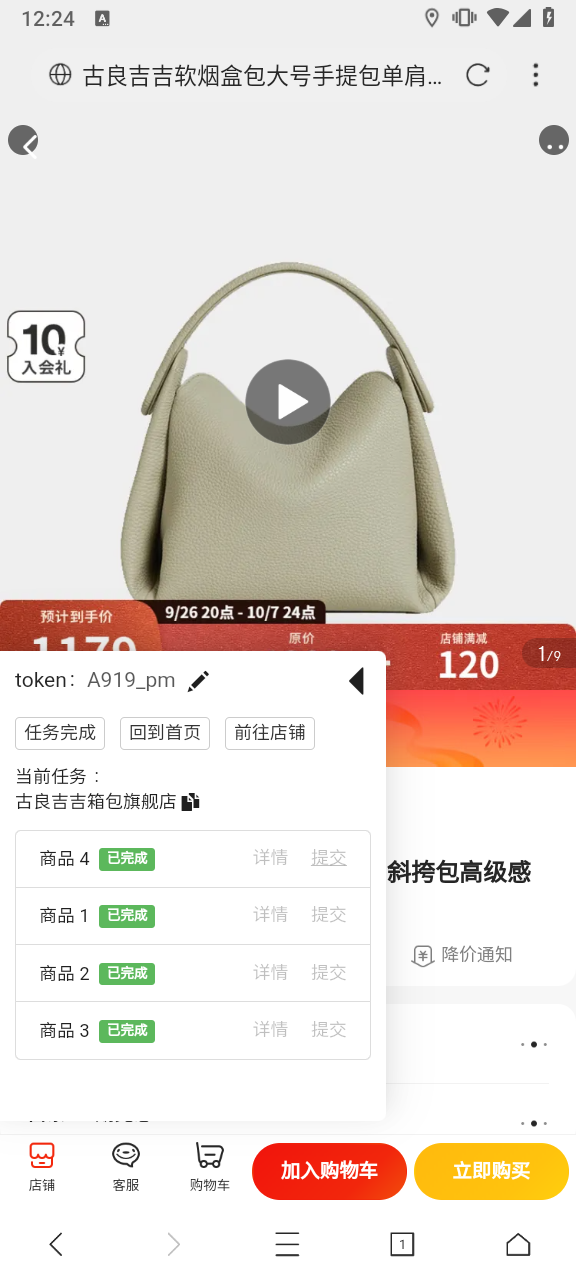 12:24
A
古良吉吉软烟盒包大号手提包单肩...
10¥
入会礼
预计到手价
9/26 20点 - 10/7 24点
原价
店铺满减
1179
120
1/9
token： A919_pm
任务完成
回到首页
前往店铺
当前任务：
古良吉吉箱包旗舰店
商品 4 已完成 详情 提交
商品 1 已完成 详情 提交
商品 2 已完成 详情 提交
商品 3 已完成 详情 提交
斜挎包高级感
降价通知
店铺
客服
购物车
加入购物车
立即购买
1